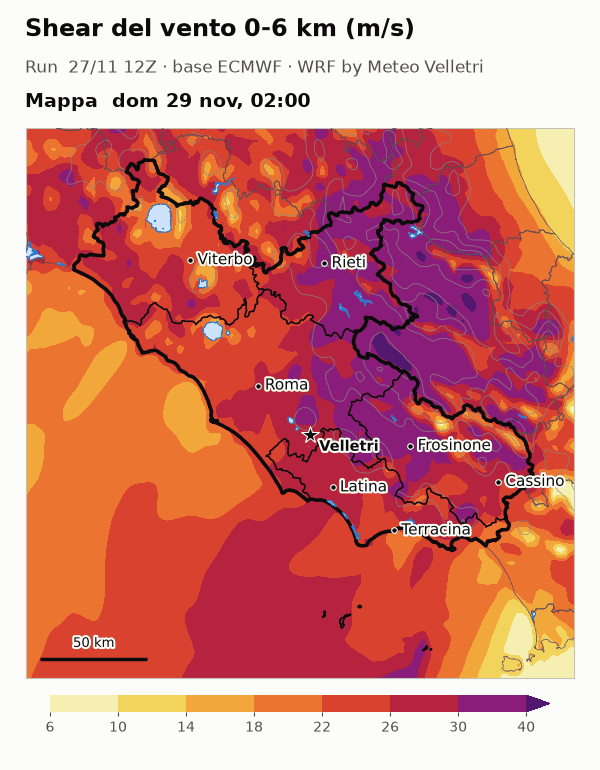 Shear del vento 0-6 km (m/s)
Run  27/11 12Z · base ECMWF · WRF by Meteo Velletri
Mappa  dom 29 nov, 02:00
Viterbo
Rieti
Roma
Velletri
Frosinone
Cassino
Latina
Terracina
50 km
6 10 14 18 22 26 30 40